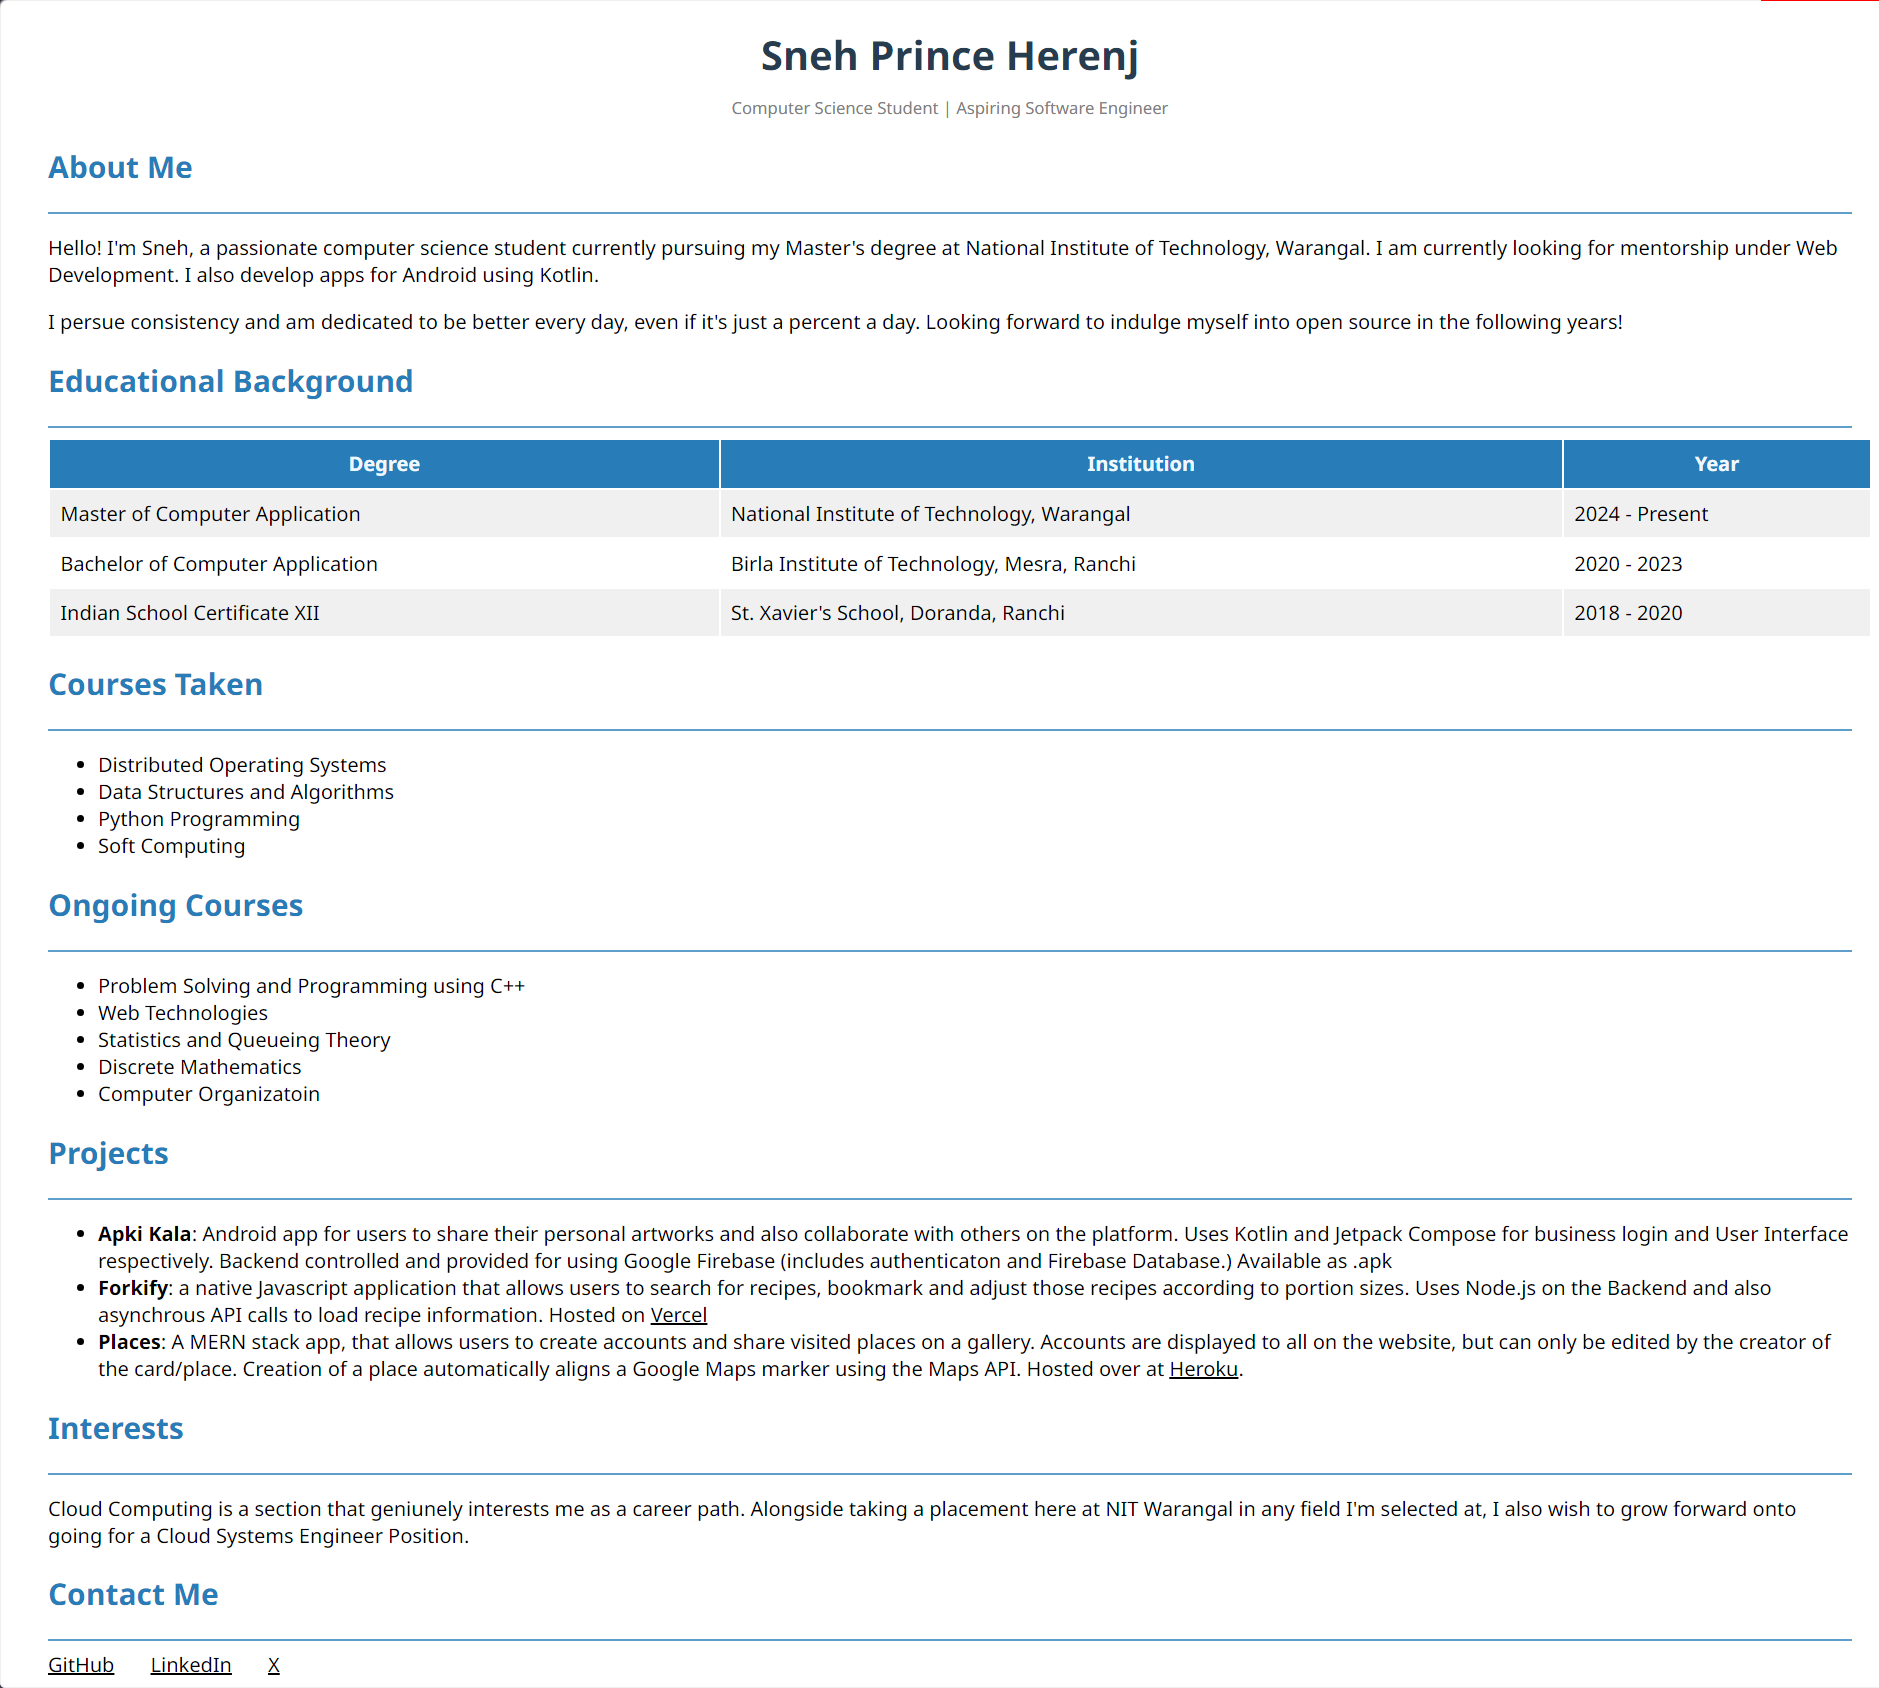 Sneh Prince Herenj
Computer Science Student | Aspiring Software Engineer
About Me
Hello! I'm Sneh, a passionate computer science student currently pursuing my Master's degree at National Institute of Technology, Warangal. I am currently looking for mentorship under Web
Development. I also develop apps for Android using Kotlin.
I persue consistency and am dedicated to be better every day, even if it's just a percent a day. Looking forward to indulge myself into open source in the following years!
Educational Background
Degree Institution Year
Master of Computer Application National Institute of Technology, Warangal 2024 - Present
Bachelor of Computer Application Birla Institute of Technology, Mesra, Ranchi 2020 - 2023
Indian School Certificate XII St. Xavier's School, Doranda, Ranchi 2018 - 2020
Courses Taken
• Distributed Operating Systems
• Data Structures and Algorithms
• Python Programming
• Soft Computing
Ongoing Courses
• Problem Solving and Programming using C++
• Web Technologies
• Statistics and Queueing Theory
• Discrete Mathematics
• Computer Organizatoin
Projects
• Apki Kala: Android app for users to share their personal artworks and also collaborate with others on the platform. Uses Kotlin and Jetpack Compose for business login and User Interface
respectively. Backend controlled and provided for using Google Firebase (includes authenticaton and Firebase Database.) Available as .apk
• Forkify: a native Javascript application that allows users to search for recipes, bookmark and adjust those recipes according to portion sizes. Uses Node.js on the Backend and also
asynchrous API calls to load recipe information. Hosted on Vercel
• Places: A MERN stack app, that allows users to create accounts and share visited places on a gallery. Accounts are displayed to all on the website, but can only be edited by the creator of
the card/place. Creation of a place automatically aligns a Google Maps marker using the Maps API. Hosted over at Heroku.
Interests
Cloud Computing is a section that geniunely interests me as a career path. Alongside taking a placement here at NIT Warangal in any field I'm selected at, I also wish to grow forward onto
going for a Cloud Systems Engineer Position.
Contact Me
GitHub LinkedIn X